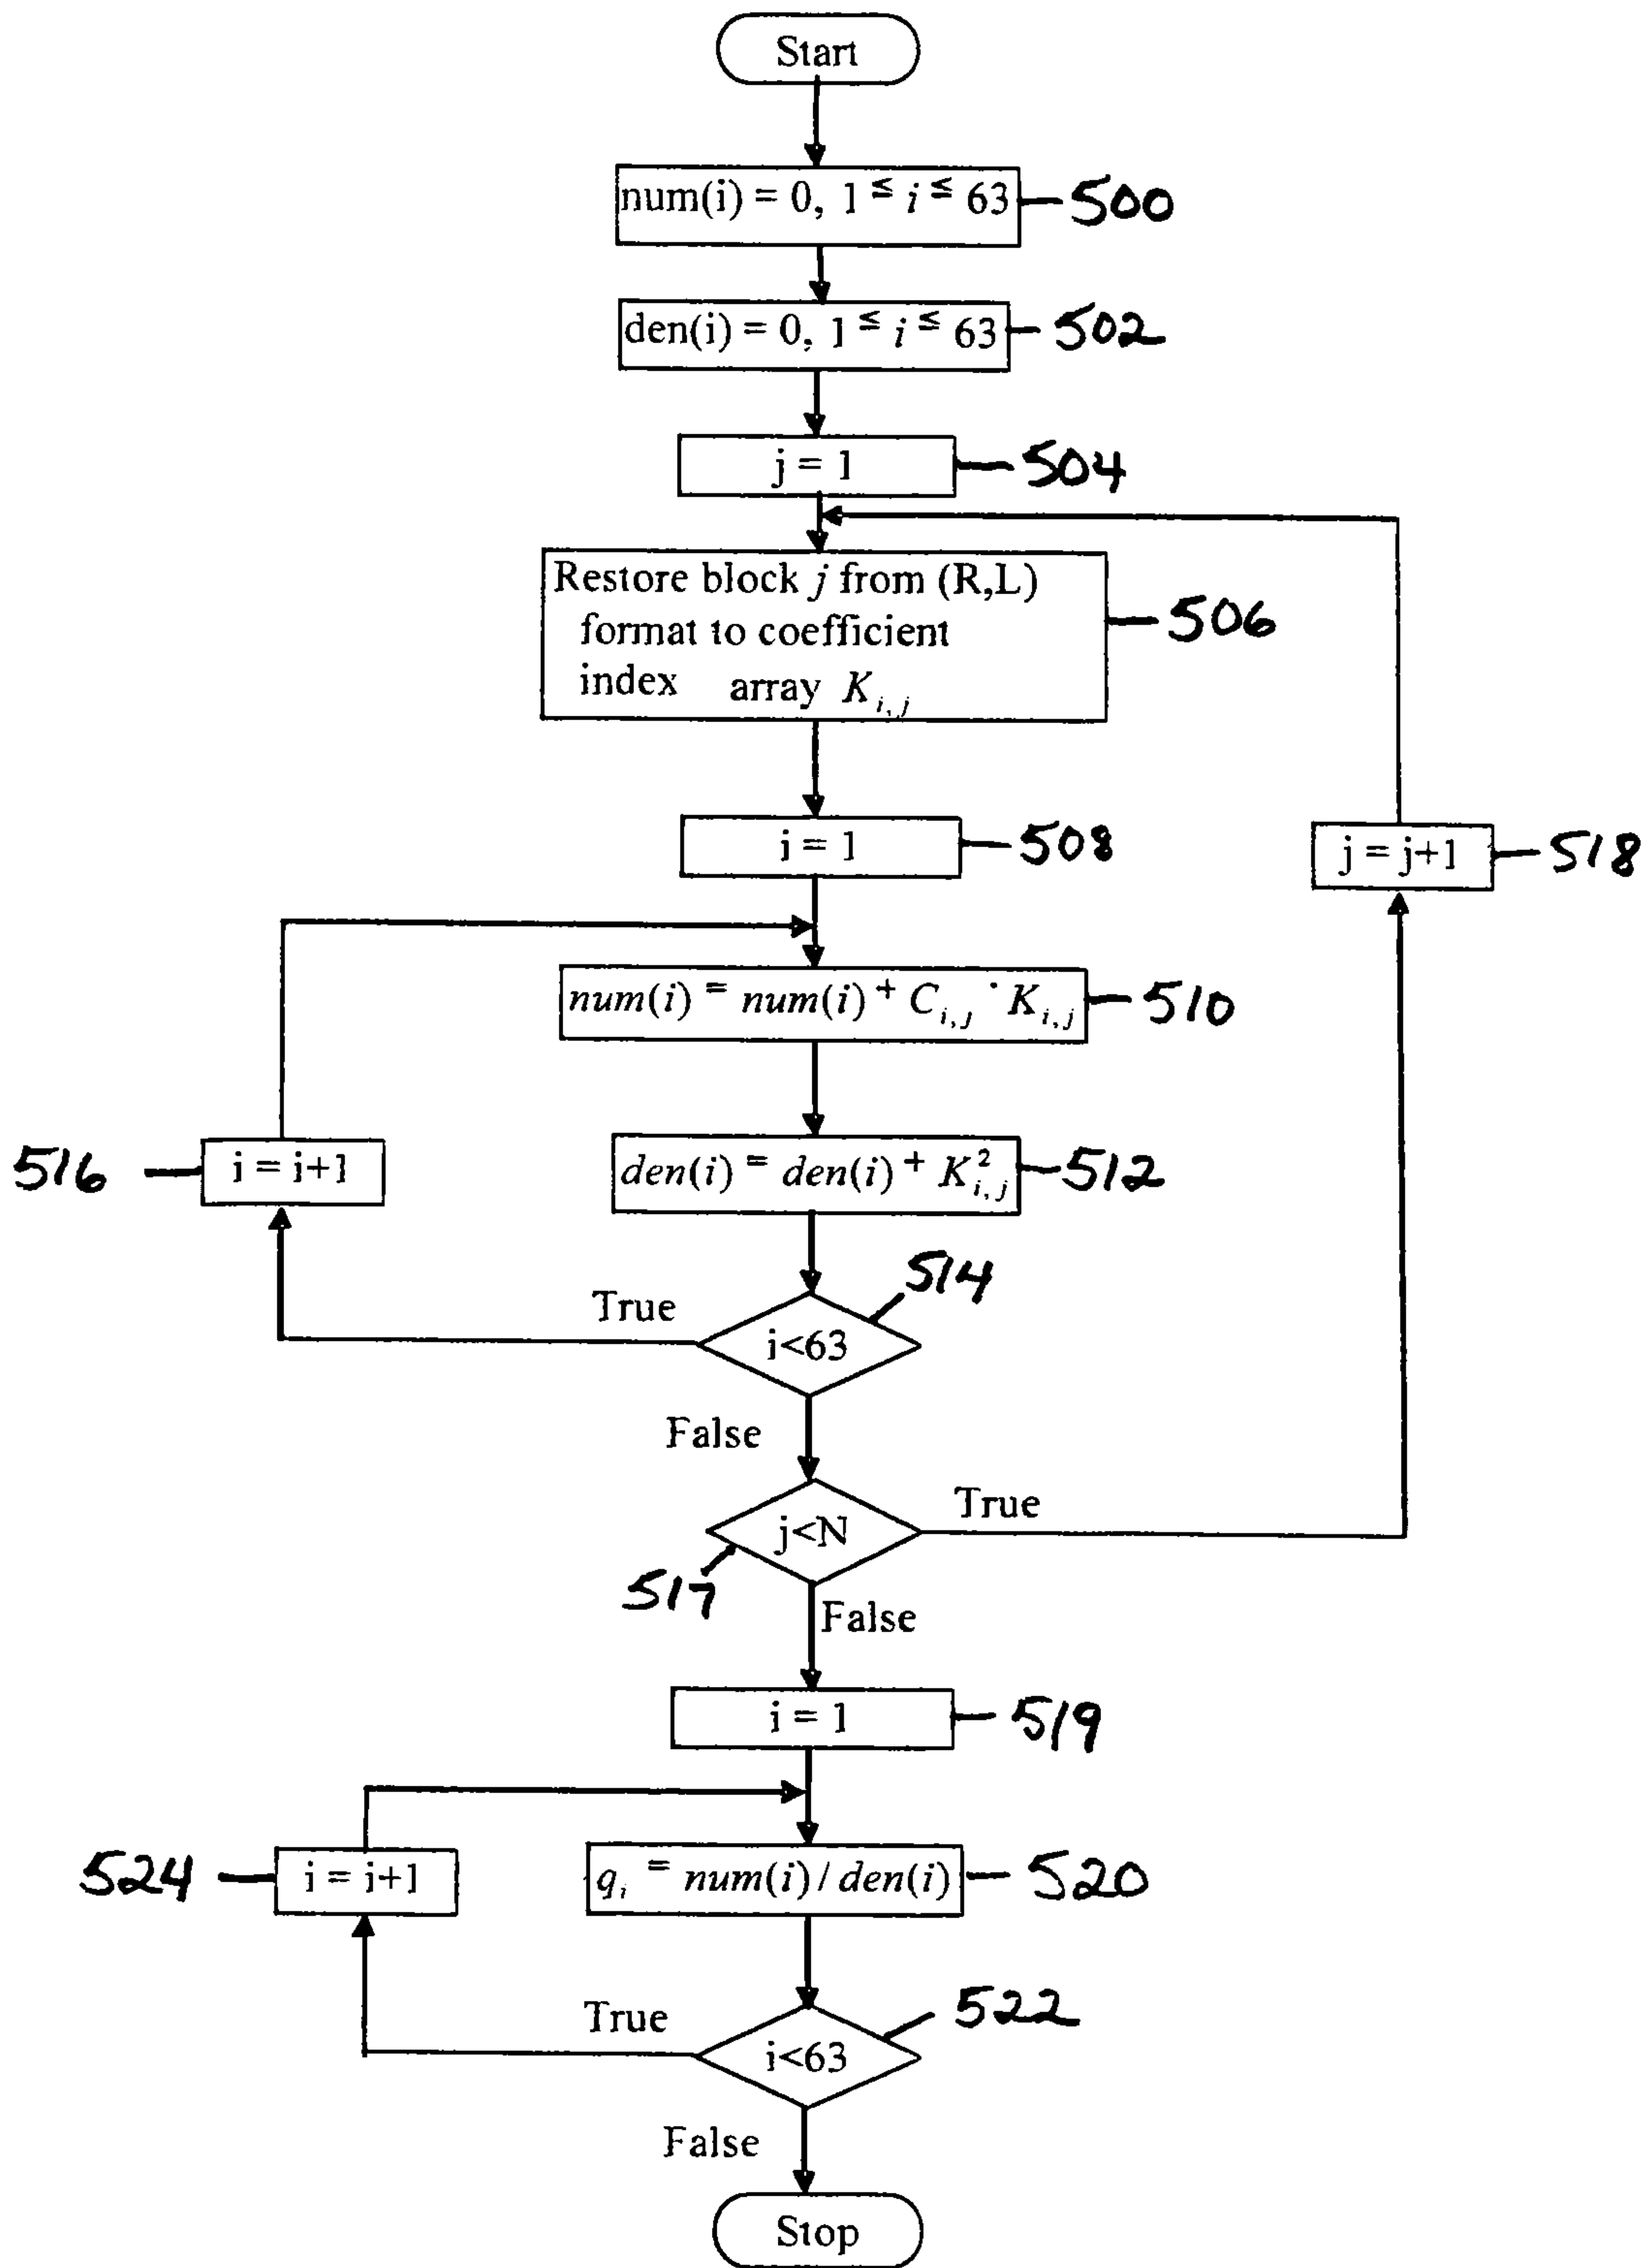 Start
num(i) = 0, 1 ≦ i ≦ 63
500
den(i) = 0, 1 ≦ i ≦ 63
502
j = 1
504
Restore block j from (R,L)
format to coefficient
index array K_{i,j}
506
i = 1
508
j = j+1
518
num(i) = num(i) + C_{i,j} · K_{i,j}
510
516
i = i+1
den(i) = den(i) + K²_{i,j}
512
514
True
i<63
False
j<N
True
517
False
i = 1
519
524
i = i+1
q_i = num(i) / den(i)
520
True
522
i<63
False
Stop